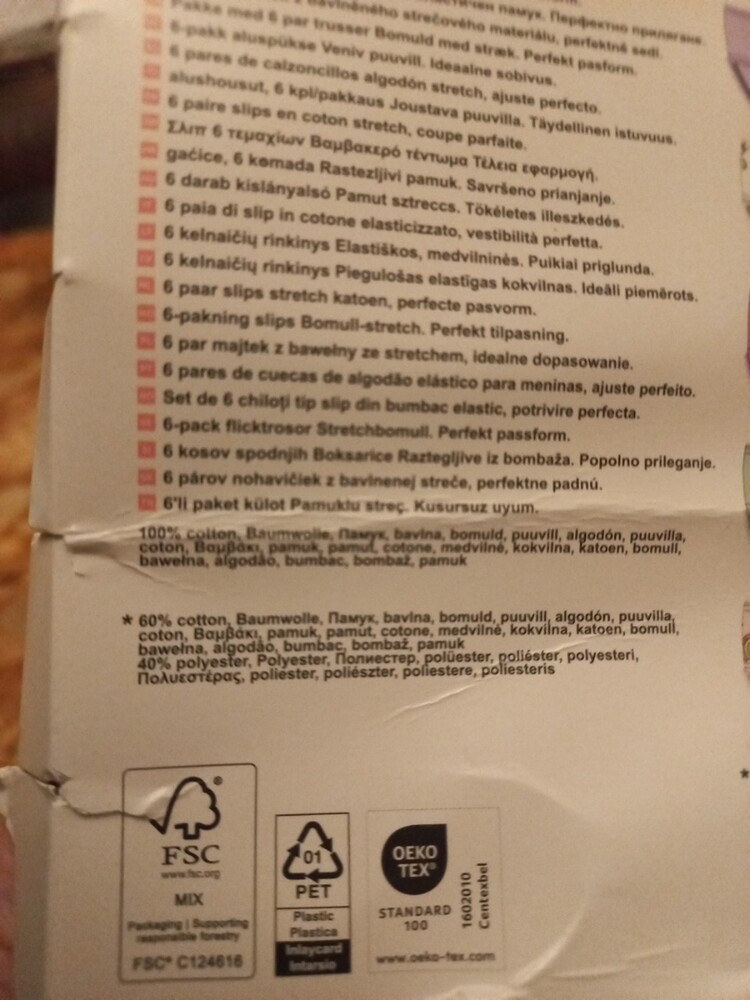 памук. Перфектно прилягане.
bavlněného strečového materiálu, perfektně sedí.
Pakke med 6 par trusser Bomuld med stræk. Perfekt pasform.
6-pakk aluspükse Veniv puuvill. Ideaalne sobivus.
6 pares de calzoncillos algodón stretch, ajuste perfecto.
alushousut, 6 kpl/pakkaus Joustava puuvilla. Täydellinen istuvuus.
6 paire slips en coton stretch, coupe parfaite.
Σλιπ 6 τεμαχίων Βαμβακερό τέντωμα Τέλεια εφαρμογή.
gaćice, 6 komada Rastezljivi pamuk. Savršeno prianjanje.
6 darab kislányalsó Pamut sztreccs. Tökéletes illeszkedés.
6 paia di slip in cotone elasticizzato, vestibilità perfetta.
6 kelnaičių rinkinys Elastiškos, medvilninės. Puikiai priglunda.
6 kelnaičių rinkinys Piegulošas elastīgas kokvilnas. Ideāli piemērots.
6 paar slips stretch katoen, perfecte pasvorm.
6-pakning slips Bomull-stretch. Perfekt tilpasning.
6 par majtek z bawełny ze stretchem, idealne dopasowanie.
6 pares de cuecas de algodão elástico para meninas, ajuste perfeito.
Set de 6 chiloți tip slip din bumbac elastic, potrivire perfecta.
6-pack flicktrosor Stretchbomull. Perfekt passform.
6 kosov spodnjih Boksarice Raztegljive iz bombaža. Popolno prileganje.
6 párov nohavičiek z bavlnenej streče, perfektne padnú.
6'li paket külot Pamuklu streç. Kusursuz uyum.
100% cotton, Baumwolle, Памук, bavlna, bomuld, puuvill, algodón, puuvilla,
coton, Βαμβάκι, pamuk, pamut, cotone, medvilnė, kokvilna, katoen, bomull,
bawełna, algodão, bumbac, bombaž, pamuk
* 60% cotton, Baumwolle, Памук, bavlna, bomuld, puuvill, algodón, puuvilla,
coton, Βαμβάκι, pamuk, pamut, cotone, medvilnė, kokvilna, katoen, bomull,
bawełna, algodão, bumbac, bombaž, pamuk
40% polyester, Polyester, Полиестер, polüester, poliéster, polyesteri,
Πολυεστέρας, poliester, poliészter, poliestere, poliesteris
*
®
FSC
www.fsc.org
MIX
Packaging | Supporting
responsible forestry
FSC® C124616
01
PET
Plastic
Plastica
Inlaycard
Intarsio
OEKO
TEX®
STANDARD
100
1602010
Centexbel
www.oeko-tex.com